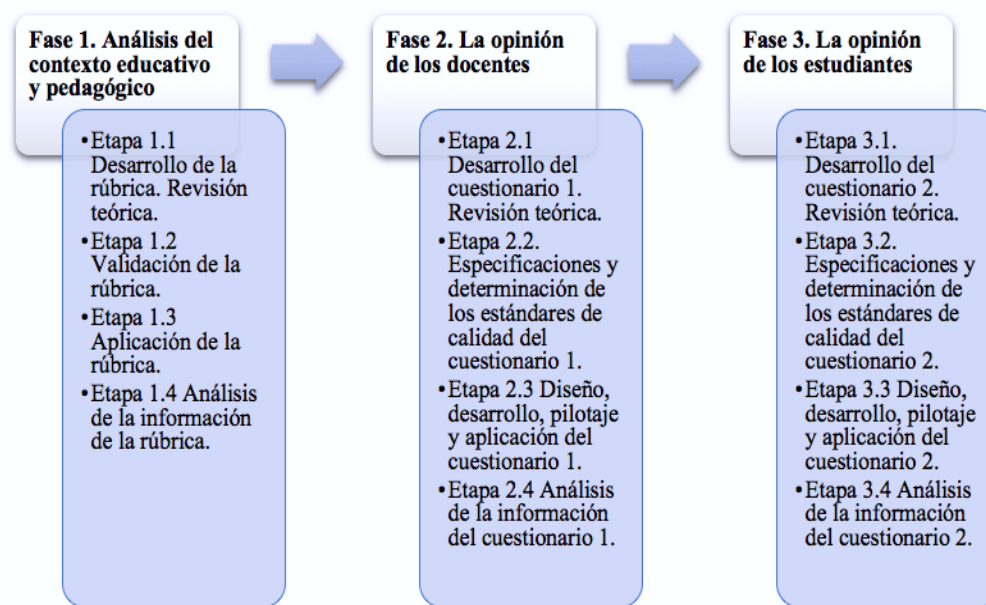 Fase 1. Análisis del
contexto educativo
y pedagógico
•Etapa 1.1
Desarrollo de la
rúbrica. Revisión
teórica.
•Etapa 1.2
Validación de la
rúbrica.
•Etapa 1.3
Aplicación de la
rúbrica.
•Etapa 1.4 Análisis
de la información
de la rúbrica.
Fase 2. La opinión
de los docentes
•Etapa 2.1
Desarrollo del
cuestionario 1.
Revisión teórica.
•Etapa 2.2.
Especificaciones y
determinación de
los estándares de
calidad del
cuestionario 1.
•Etapa 2.3 Diseño,
desarrollo, pilotaje
y aplicación del
cuestionario 1.
•Etapa 2.4 Análisis
de la información
del cuestionario 1.
Fase 3. La opinión
de los estudiantes
•Etapa 3.1.
Desarrollo del
cuestionario 2.
Revisión teórica.
•Etapa 3.2.
Especificaciones y
determinación de
los estándares de
calidad del
cuestionario 2.
•Etapa 3.3 Diseño,
desarrollo, pilotaje
y aplicación del
cuestionario 2.
•Etapa 3.4 Análisis
de la información
del cuestionario 2.